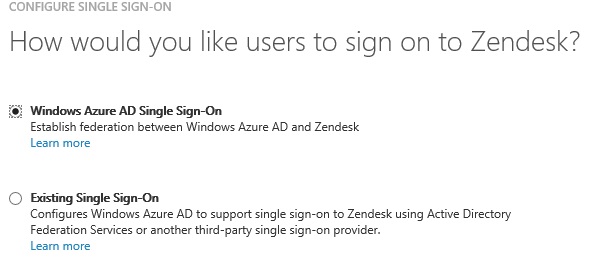 CONFIGURE SINGLE SIGN-ON
How would you like users to sign on to Zendesk?
Windows Azure AD Single Sign-On
Establish federation between Windows Azure AD and Zendesk
Learn more
Existing Single Sign-On
Configures Windows Azure AD to support single sign-on to Zendesk using Active Directory
Federation Services or another third-party single sign-on provider.
Learn more